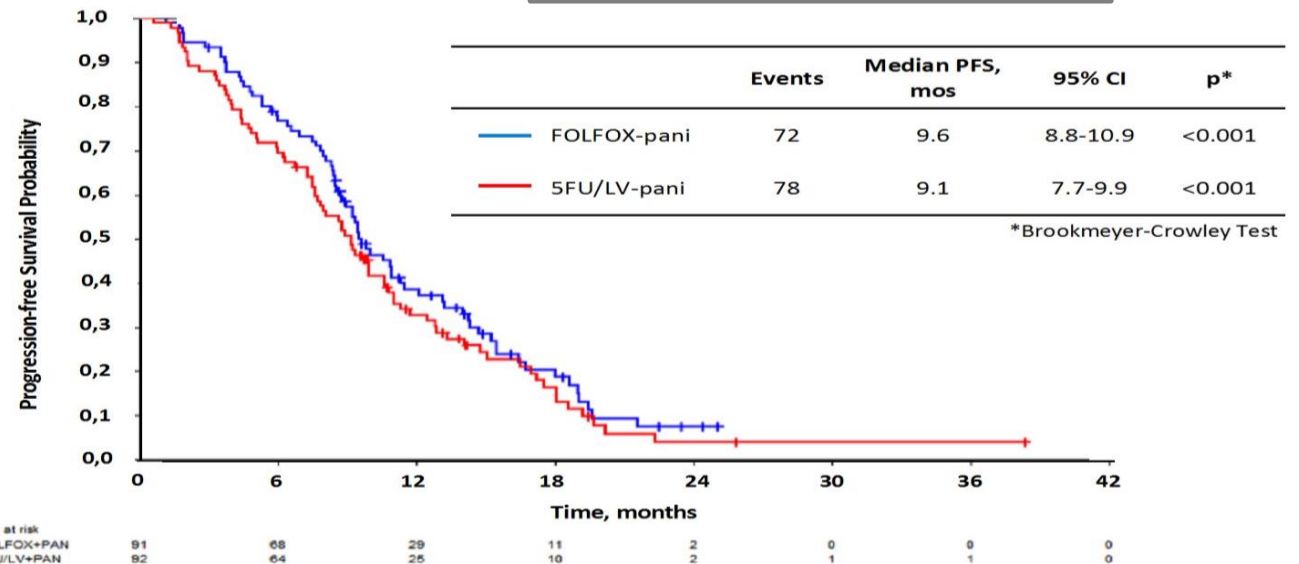 1,0
0,9
0,8
0,7
0,6
0,5
0,4
0,3
0,2
0,1
0,0
Progression-free Survival Probability
Events Median PFS, mos 95% CI p*
FOLFOX-pani 72 9.6 8.8-10.9 <0.001
5FU/LV-pani 78 9.1 7.7-9.9 <0.001
*Brookmeyer-Crowley Test
0 6 12 18 24 30 36 42
Time, months
at risk
LFOX+PAN 91 68 29 11 2 0 0 0
U/LV+PAN 92 64 25 10 2 1 1 0